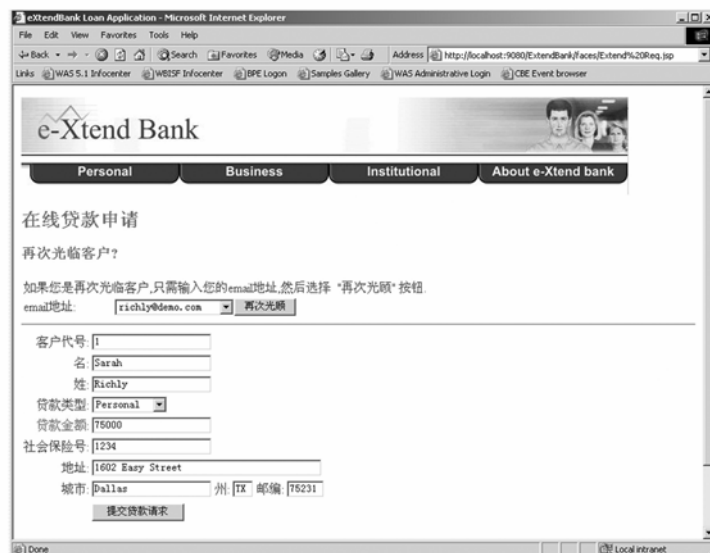 eXtendBank Loan Application - Microsoft Internet Explorer
File Edit View Favorites Tools Help
Back Search Favorites Media Address http://localhost:9080/ExtendBank/faces/Extend%20Req.jsp
Links WAS 5.1 Infocenter WBISF Infocenter BPE Logon Samples Gallery WAS Administrative Login CBE Event browser
e-Xtend Bank
Personal Business Institutional About e-Xtend bank
在线贷款申请
再次光临客户?
如果您是再次光临客户,只需输入您的email地址,然后选择 "再次光顾" 按钮.
email地址: richly@demo.com 再次光顾
客户代号: 1
名: Sarah
姓: Richly
贷款类型: Personal
贷款金额: 75000
社会保险号: 1234
地址: 1602 Easy Street
城市: Dallas 州: TX 邮编: 75231
提交贷款请求
Done Local intranet